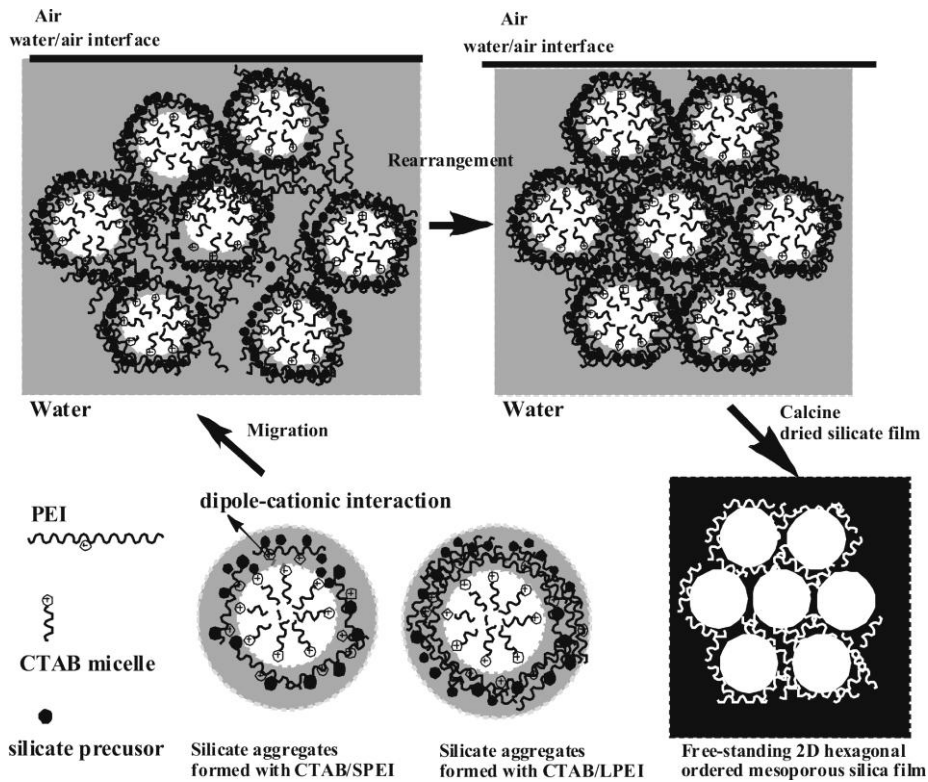 Air
water/air interface
Air
water/air interface
Rearrangement
Water
Water
Migration
Calcine
dried silicate film
dipole-cationic interaction
PEI
CTAB micelle
silicate precusor
Silicate aggregates
formed with CTAB/SPEI
Silicate aggregates
formed with CTAB/LPEI
Free-standing 2D hexagonal
ordered mesoporous silica film